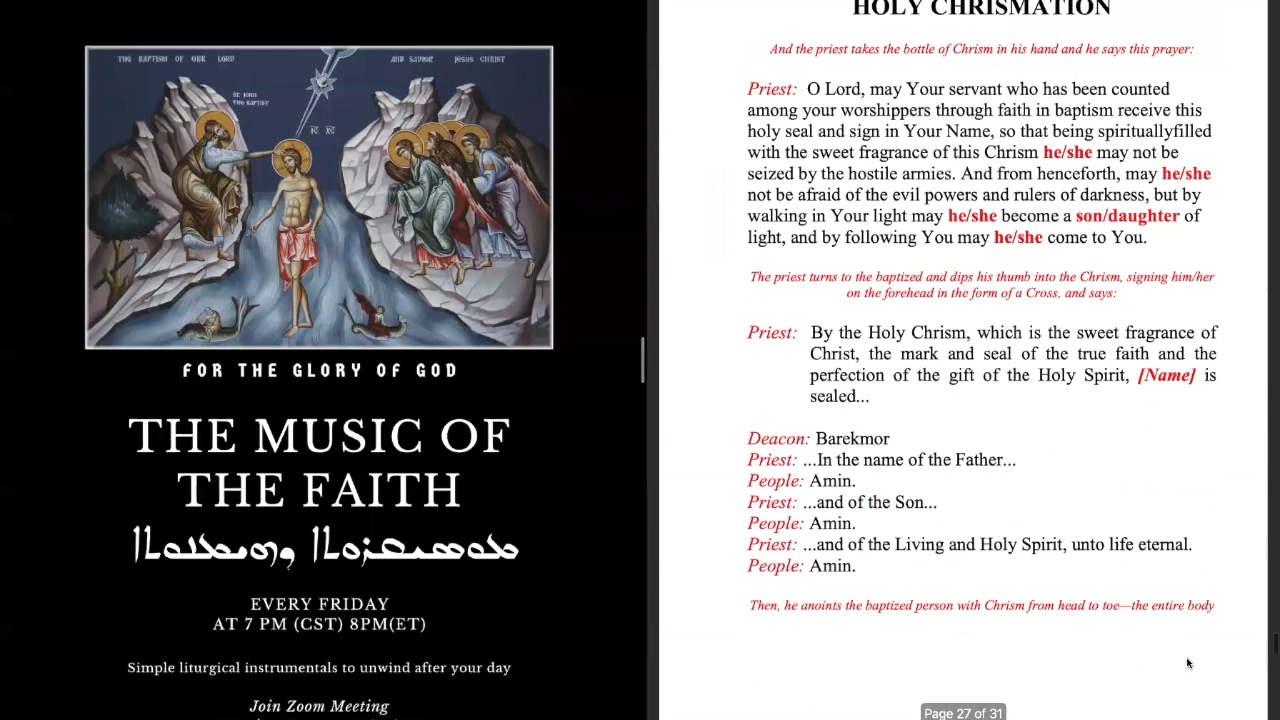 THE BAPTISM OF OUR LORD
AND SAVIOR JESUS CHRIST
ST. JOHN
THE BAPTIST
IC XC
FOR THE GLORY OF GOD
THE MUSIC OF
THE FAITH
ܡܘܣܝܩܪܘܬܐ ܕܗܝܡܢܘܬܐ
EVERY FRIDAY
AT 7 PM (CST) 8PM(ET)
Simple liturgical instrumentals to unwind after your day
Join Zoom Meeting
HOLY CHRISMATION
And the priest takes the bottle of Chrism in his hand and he says this prayer:
Priest: O Lord, may Your servant who has been counted
among your worshippers through faith in baptism receive this
holy seal and sign in Your Name, so that being spirituallyfilled
with the sweet fragrance of this Chrism he/she may not be
seized by the hostile armies. And from henceforth, may he/she
not be afraid of the evil powers and rulers of darkness, but by
walking in Your light may he/she become a son/daughter of
light, and by following You may he/she come to You.
The priest turns to the baptized and dips his thumb into the Chrism, signing him/her
on the forehead in the form of a Cross, and says:
Priest: By the Holy Chrism, which is the sweet fragrance of
Christ, the mark and seal of the true faith and the
perfection of the gift of the Holy Spirit, [Name] is
sealed...
Deacon: Barekmor
Priest: ...In the name of the Father...
People: Amin.
Priest: ...and of the Son...
People: Amin.
Priest: ...and of the Living and Holy Spirit, unto life eternal.
People: Amin.
Then, he anoints the baptized person with Chrism from head to toe—the entire body
Page 27 of 31